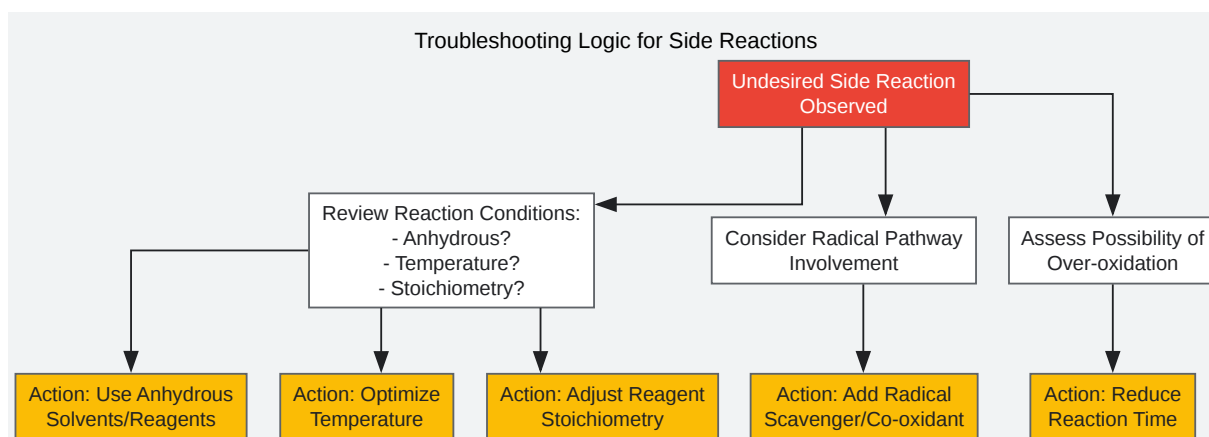 Troubleshooting Logic for Side Reactions
Undesired Side Reaction
Observed
Review Reaction Conditions:
- Anhydrous?
- Temperature?
- Stoichiometry?
Consider Radical Pathway
Involvement
Assess Possibility of
Over-oxidation
Action: Use Anhydrous
Solvents/Reagents
Action: Optimize
Temperature
Action: Adjust Reagent
Stoichiometry
Action: Add Radical
Scavenger/Co-oxidant
Action: Reduce
Reaction Time